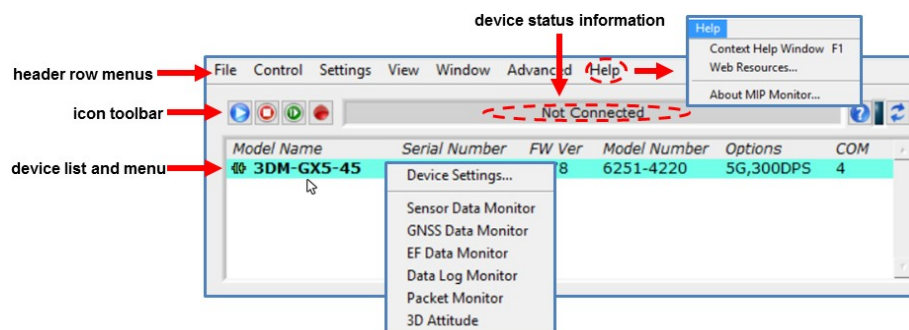 device status information
Help
Context Help Window F1
Web Resources...
About MIP Monitor...
header row menus
File Control Settings View Window Advanced Help
icon toolbar
Not Connected
?
Model Name Serial Number FW Ver Model Number Options COM
device list and menu
3DM-GX5-45 8 6251-4220 5G,300DPS 4
Device Settings...
Sensor Data Monitor
GNSS Data Monitor
EF Data Monitor
Data Log Monitor
Packet Monitor
3D Attitude